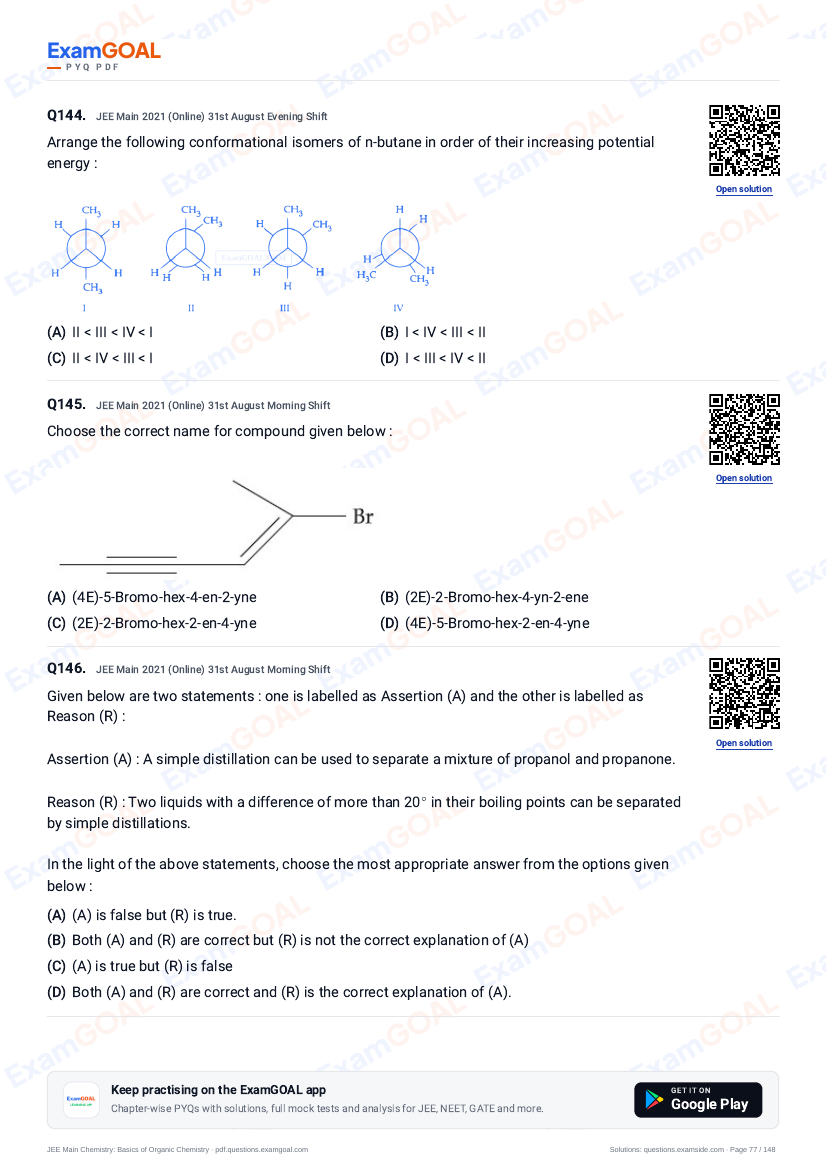 ExamGOAL
PYQ PDF
Q144. JEE Main 2021 (Online) 31st August Evening Shift
Arrange the following conformational isomers of n-butane in order of their increasing potential
energy :
Open solution
CH3 H H H H CH3 I
CH3 CH3 H H H H II
CH3 H CH3 H H H III
H H H H3C H CH3 IV
(A) II < III < IV < I
(B) I < IV < III < II
(C) II < IV < III < I
(D) I < III < IV < II
Q145. JEE Main 2021 (Online) 31st August Morning Shift
Choose the correct name for compound given below :
Open solution
Br
(A) (4E)-5-Bromo-hex-4-en-2-yne
(B) (2E)-2-Bromo-hex-4-yn-2-ene
(C) (2E)-2-Bromo-hex-2-en-4-yne
(D) (4E)-5-Bromo-hex-2-en-4-yne
Q146. JEE Main 2021 (Online) 31st August Morning Shift
Given below are two statements : one is labelled as Assertion (A) and the other is labelled as
Reason (R) :
Open solution
Assertion (A) : A simple distillation can be used to separate a mixture of propanol and propanone.
Reason (R) : Two liquids with a difference of more than 20° in their boiling points can be separated
by simple distillations.
In the light of the above statements, choose the most appropriate answer from the options given
below :
(A) (A) is false but (R) is true.
(B) Both (A) and (R) are correct but (R) is not the correct explanation of (A)
(C) (A) is true but (R) is false
(D) Both (A) and (R) are correct and (R) is the correct explanation of (A).
ExamGOAL
Keep practising on the ExamGOAL app
Chapter-wise PYQs with solutions, full mock tests and analysis for JEE, NEET, GATE and more.
GET IT ON
Google Play
JEE Main Chemistry: Basics of Organic Chemistry · pdf.questions.examgoal.com
Solutions: questions.examside.com · Page 77 / 148